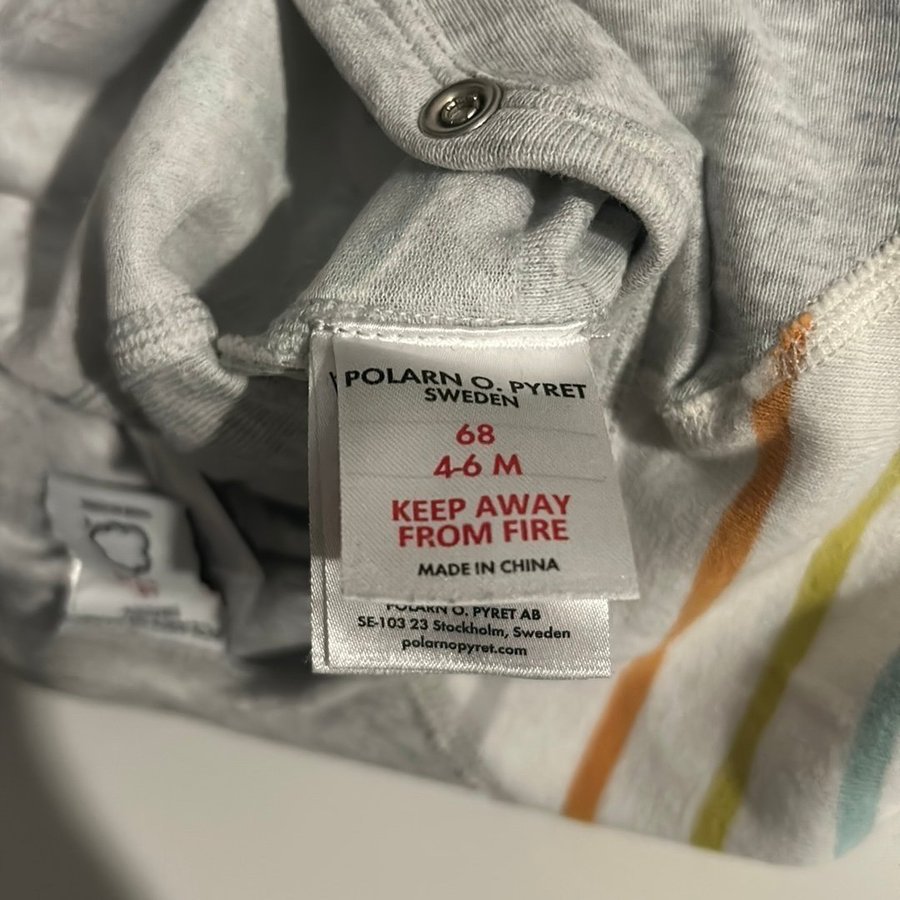 POLARN O. PYRET
SWEDEN
68
4-6 M
KEEP AWAY
FROM FIRE
MADE IN CHINA
POLARN O. PYRET AB
SE-103 23 Stockholm, Sweden
polarnopyret.com